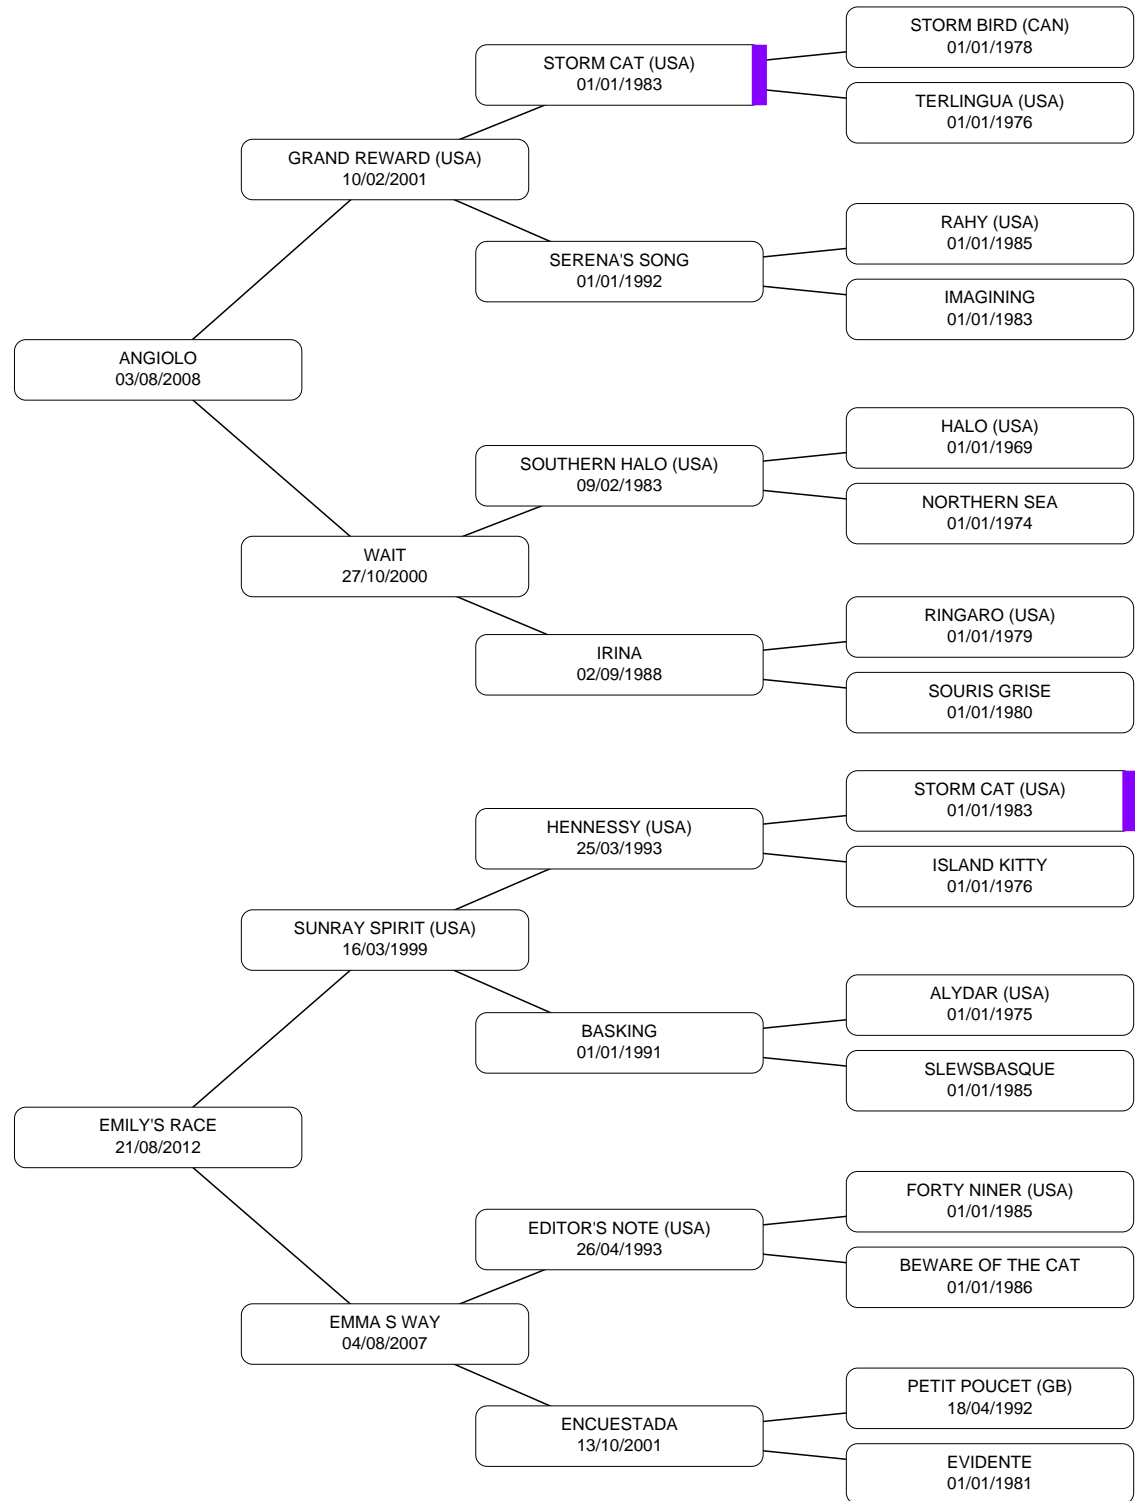 STORM BIRD (CAN)
01/01/1978
STORM CAT (USA)
01/01/1983
TERLINGUA (USA)
01/01/1976
GRAND REWARD (USA)
10/02/2001
RAHY (USA)
01/01/1985
SERENA'S SONG
01/01/1992
IMAGINING
01/01/1983
ANGIOLO
03/08/2008
HALO (USA)
01/01/1969
SOUTHERN HALO (USA)
09/02/1983
NORTHERN SEA
01/01/1974
WAIT
27/10/2000
RINGARO (USA)
01/01/1979
IRINA
02/09/1988
SOURIS GRISE
01/01/1980
STORM CAT (USA)
01/01/1983
HENNESSY (USA)
25/03/1993
ISLAND KITTY
01/01/1976
SUNRAY SPIRIT (USA)
16/03/1999
ALYDAR (USA)
01/01/1975
BASKING
01/01/1991
SLEWSBASQUE
01/01/1985
EMILY'S RACE
21/08/2012
FORTY NINER (USA)
01/01/1985
EDITOR'S NOTE (USA)
26/04/1993
BEWARE OF THE CAT
01/01/1986
EMMA S WAY
04/08/2007
PETIT POUCET (GB)
18/04/1992
ENCUESTADA
13/10/2001
EVIDENTE
01/01/1981